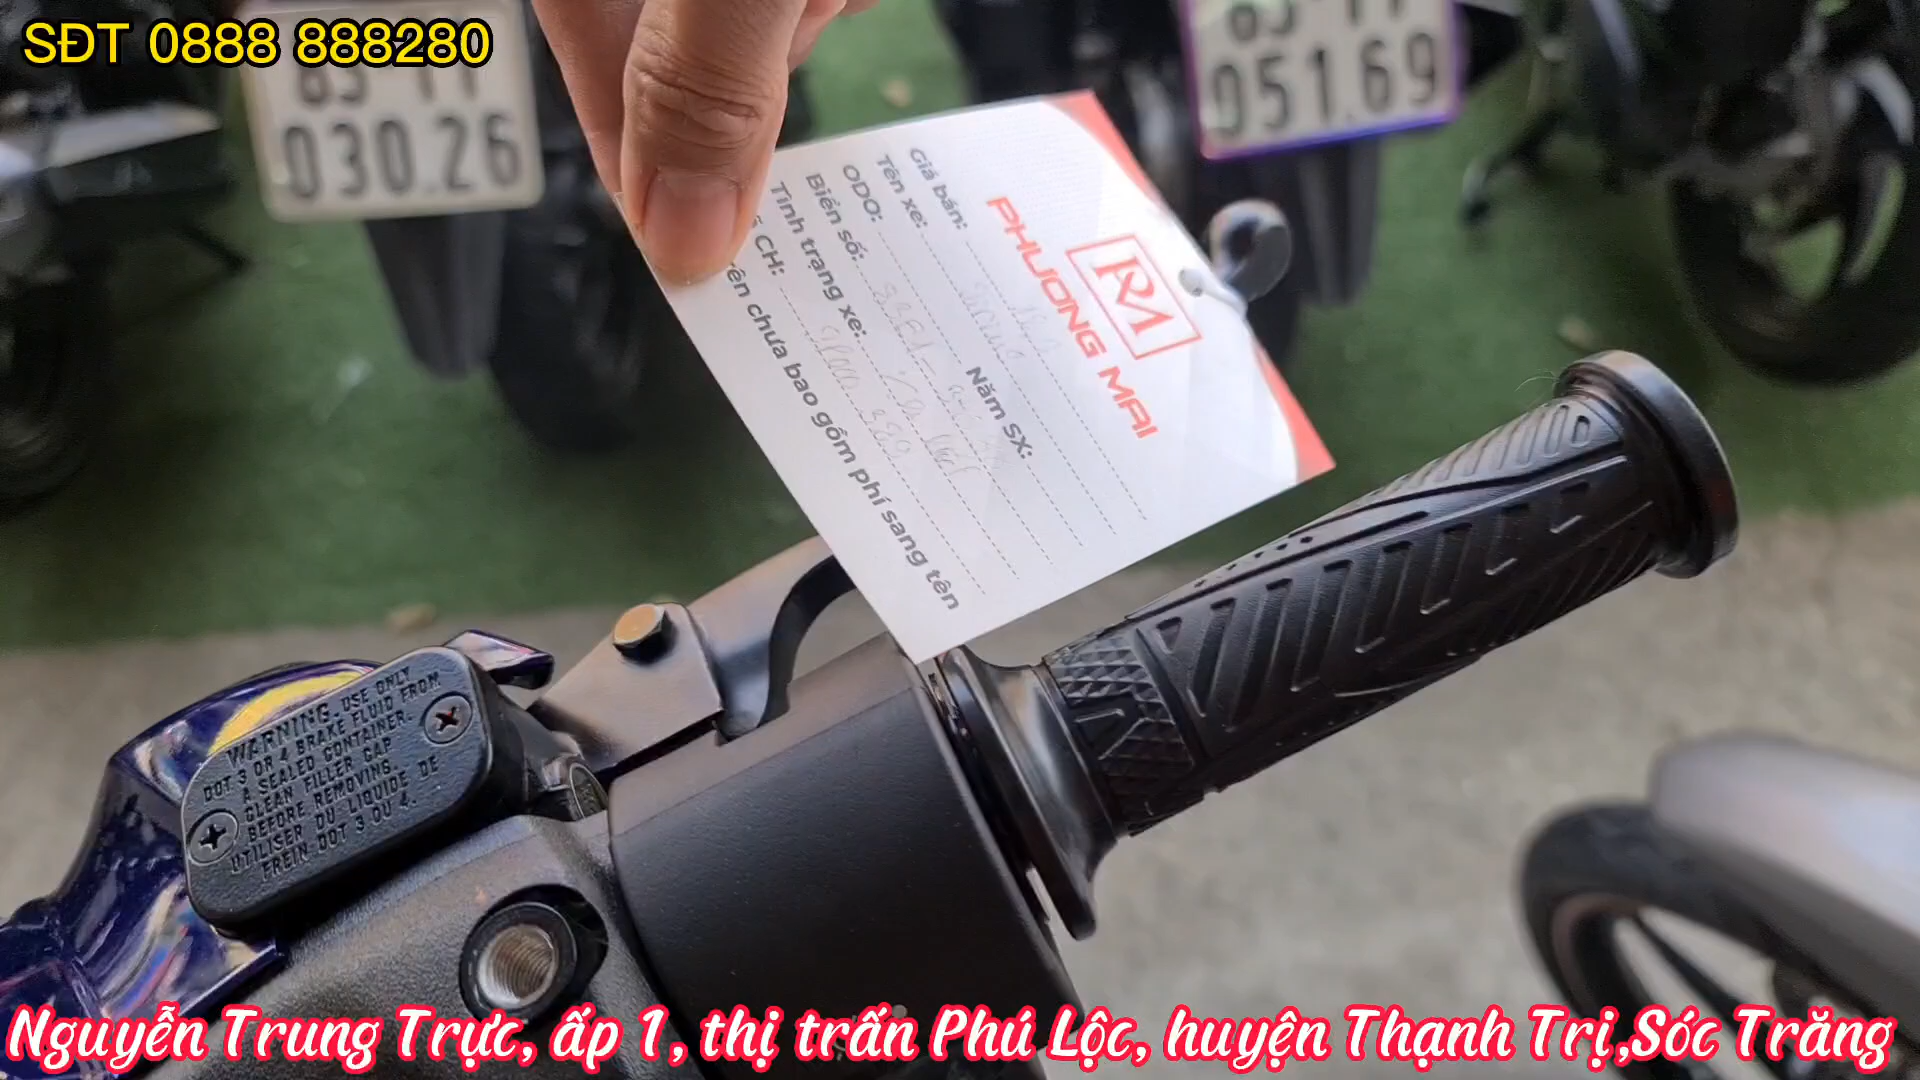 SĐT 0888 888280
030.26
051.69
PM
PHƯƠNG MAI
Giá bán:
Tên xe:
Năm SX:
ODO:
Biển số:
Tình trạng xe:
CH:
trên chưa bao gồm phí sang tên
WARNING. USE ONLY
DOT 3 OR 4 BRAKE FLUID FROM
A SEALED CONTAINER.
CLEAN FILLER CAP
BEFORE REMOVING.
UTILISER DU LIQUIDE DE
FREIN DOT 3 OU 4.
Nguyễn Trung Trực, ấp 1, thị trấn Phú Lộc, huyện Thạnh Trị,Sóc Trăng